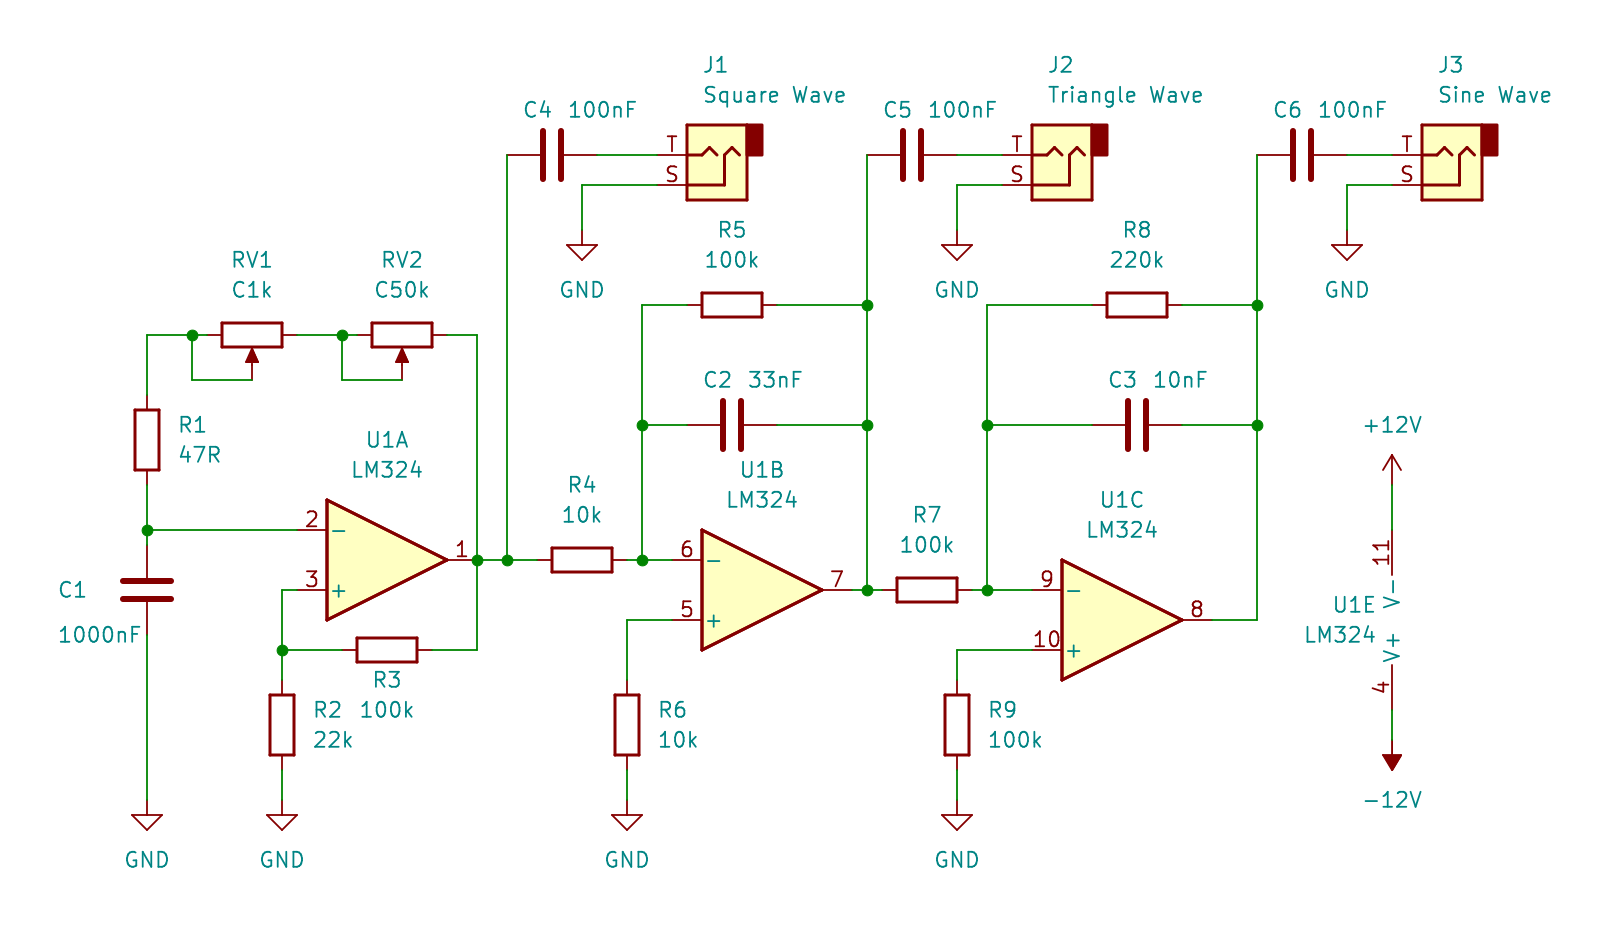 J1
Square Wave
C4 100nF
T
S
GND
J2
Triangle Wave
C5 100nF
T
S
GND
J3
Sine Wave
C6 100nF
T
S
GND
RV1
C1k
RV2
C50k
R5
100k
R8
220k
R1
47R
U1A
LM324
C2 33nF
U1B
LM324
C3 10nF
U1C
LM324
+12V
R4
10k
R7
100k
2
−
3
+
1
6
−
5
+
7
9
−
10
+
8
11
V−
U1E
LM324
V+
4
−12V
C1
1000nF
R3
100k
R2
22k
R6
10k
R9
100k
GND
GND
GND
GND